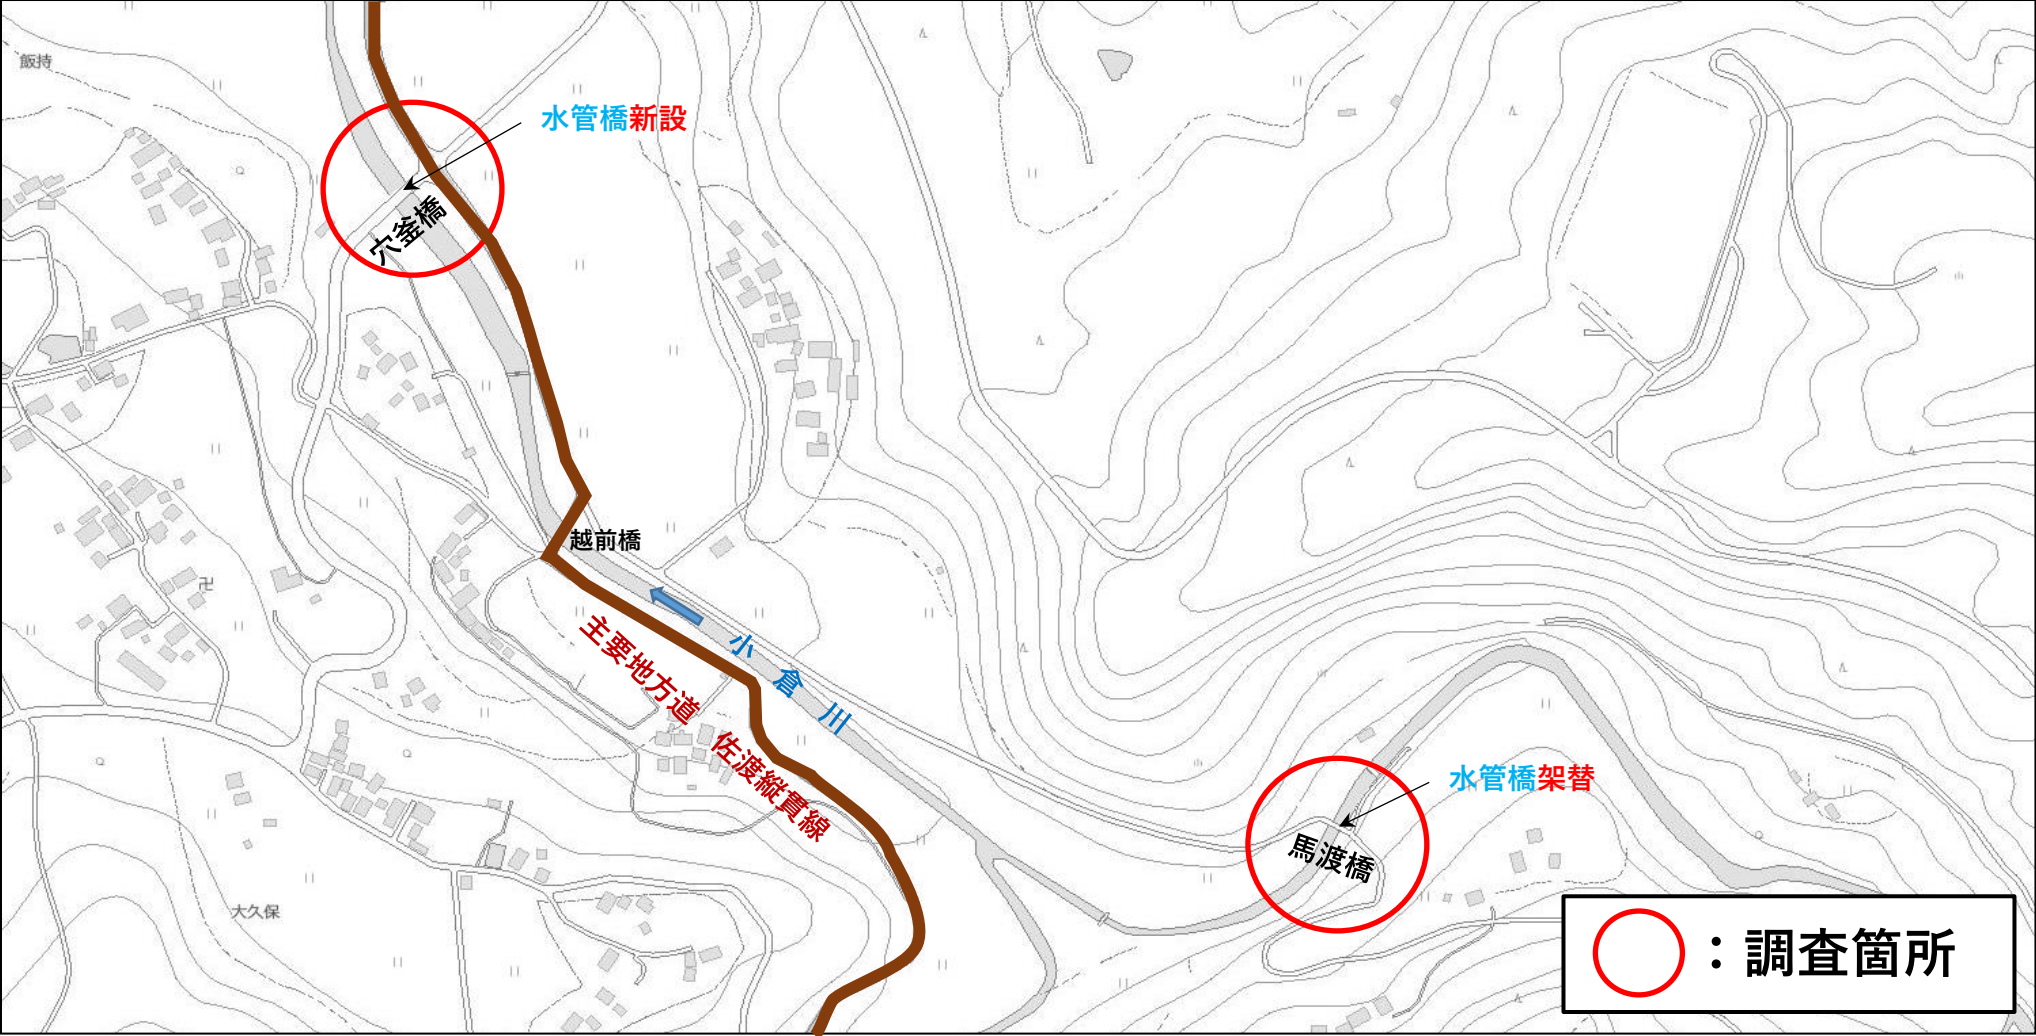 飯持
水管橋新設
穴釜橋
越前橋
小倉川
主要地方道 佐渡縦貫線
水管橋架替
馬渡橋
大久保
：調査箇所